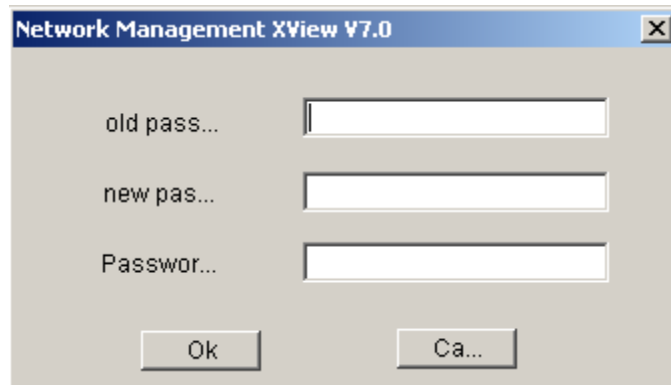 Network Management XView V7.0
old pass...
new pas...
Passwor...
Ok Ca...